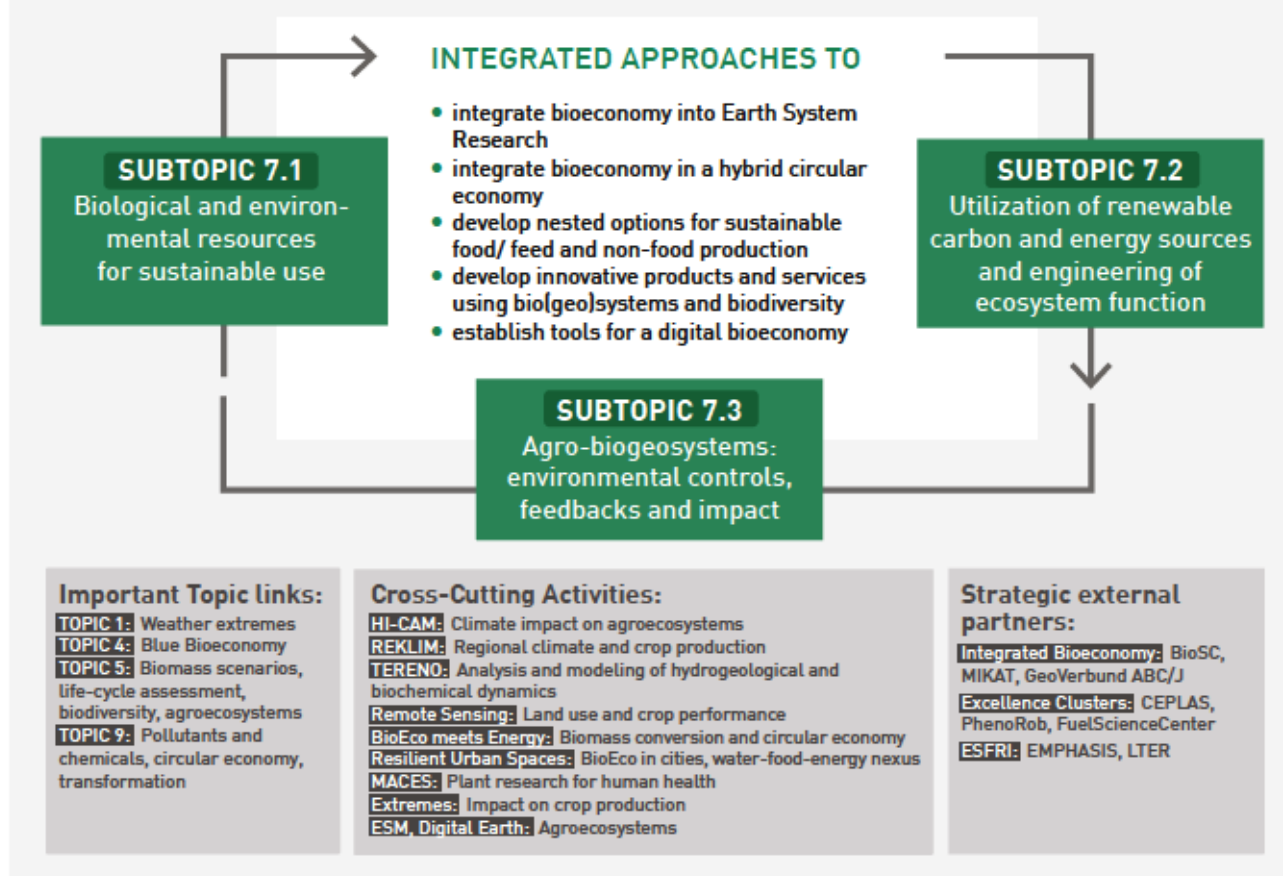 INTEGRATED APPROACHES TO
• integrate bioeconomy into Earth System
Research
• integrate bioeconomy in a hybrid circular
economy
• develop nested options for sustainable
food/ feed and non-food production
• develop innovative products and services
using bio(geo)systems and biodiversity
• establish tools for a digital bioeconomy
SUBTOPIC 7.1
Biological and environ-
mental resources
for sustainable use
SUBTOPIC 7.2
Utilization of renewable
carbon and energy sources
and engineering of
ecosystem function
SUBTOPIC 7.3
Agro-biogeosystems:
environmental controls,
feedbacks and impact
Important Topic links:
TOPIC 1: Weather extremes
TOPIC 4: Blue Bioeconomy
TOPIC 5: Biomass scenarios,
life-cycle assessment,
biodiversity, agroecosystems
TOPIC 9: Pollutants and
chemicals, circular economy,
transformation
Cross-Cutting Activities:
HI-CAM: Climate impact on agroecosystems
REKLIM: Regional climate and crop production
TERENO: Analysis and modeling of hydrogeological and
biochemical dynamics
Remote Sensing: Land use and crop performance
BioEco meets Energy: Biomass conversion and circular economy
Resilient Urban Spaces: BioEco in cities, water-food-energy nexus
MACES: Plant research for human health
Extremes: Impact on crop production
ESM, Digital Earth: Agroecosystems
Strategic external
partners:
Integrated Bioeconomy: BioSC,
MIKAT, GeoVerbund ABC/J
Excellence Clusters: CEPLAS,
PhenoRob, FuelScienceCenter
ESFRI: EMPHASIS, LTER